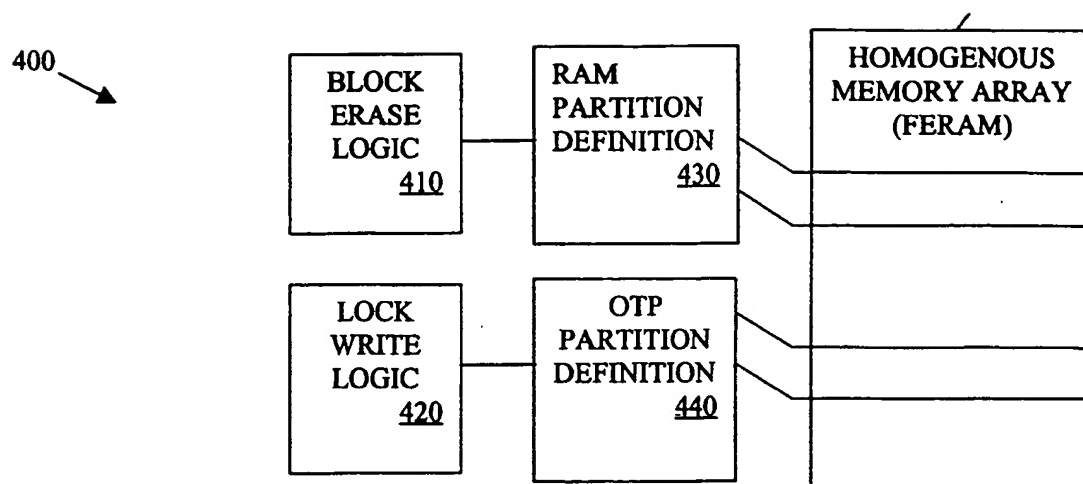 400
BLOCK
ERASE
LOGIC
410
RAM
PARTITION
DEFINITION
430
HOMOGENOUS
MEMORY ARRAY
(FERAM)
LOCK
WRITE
LOGIC
420
OTP
PARTITION
DEFINITION
440